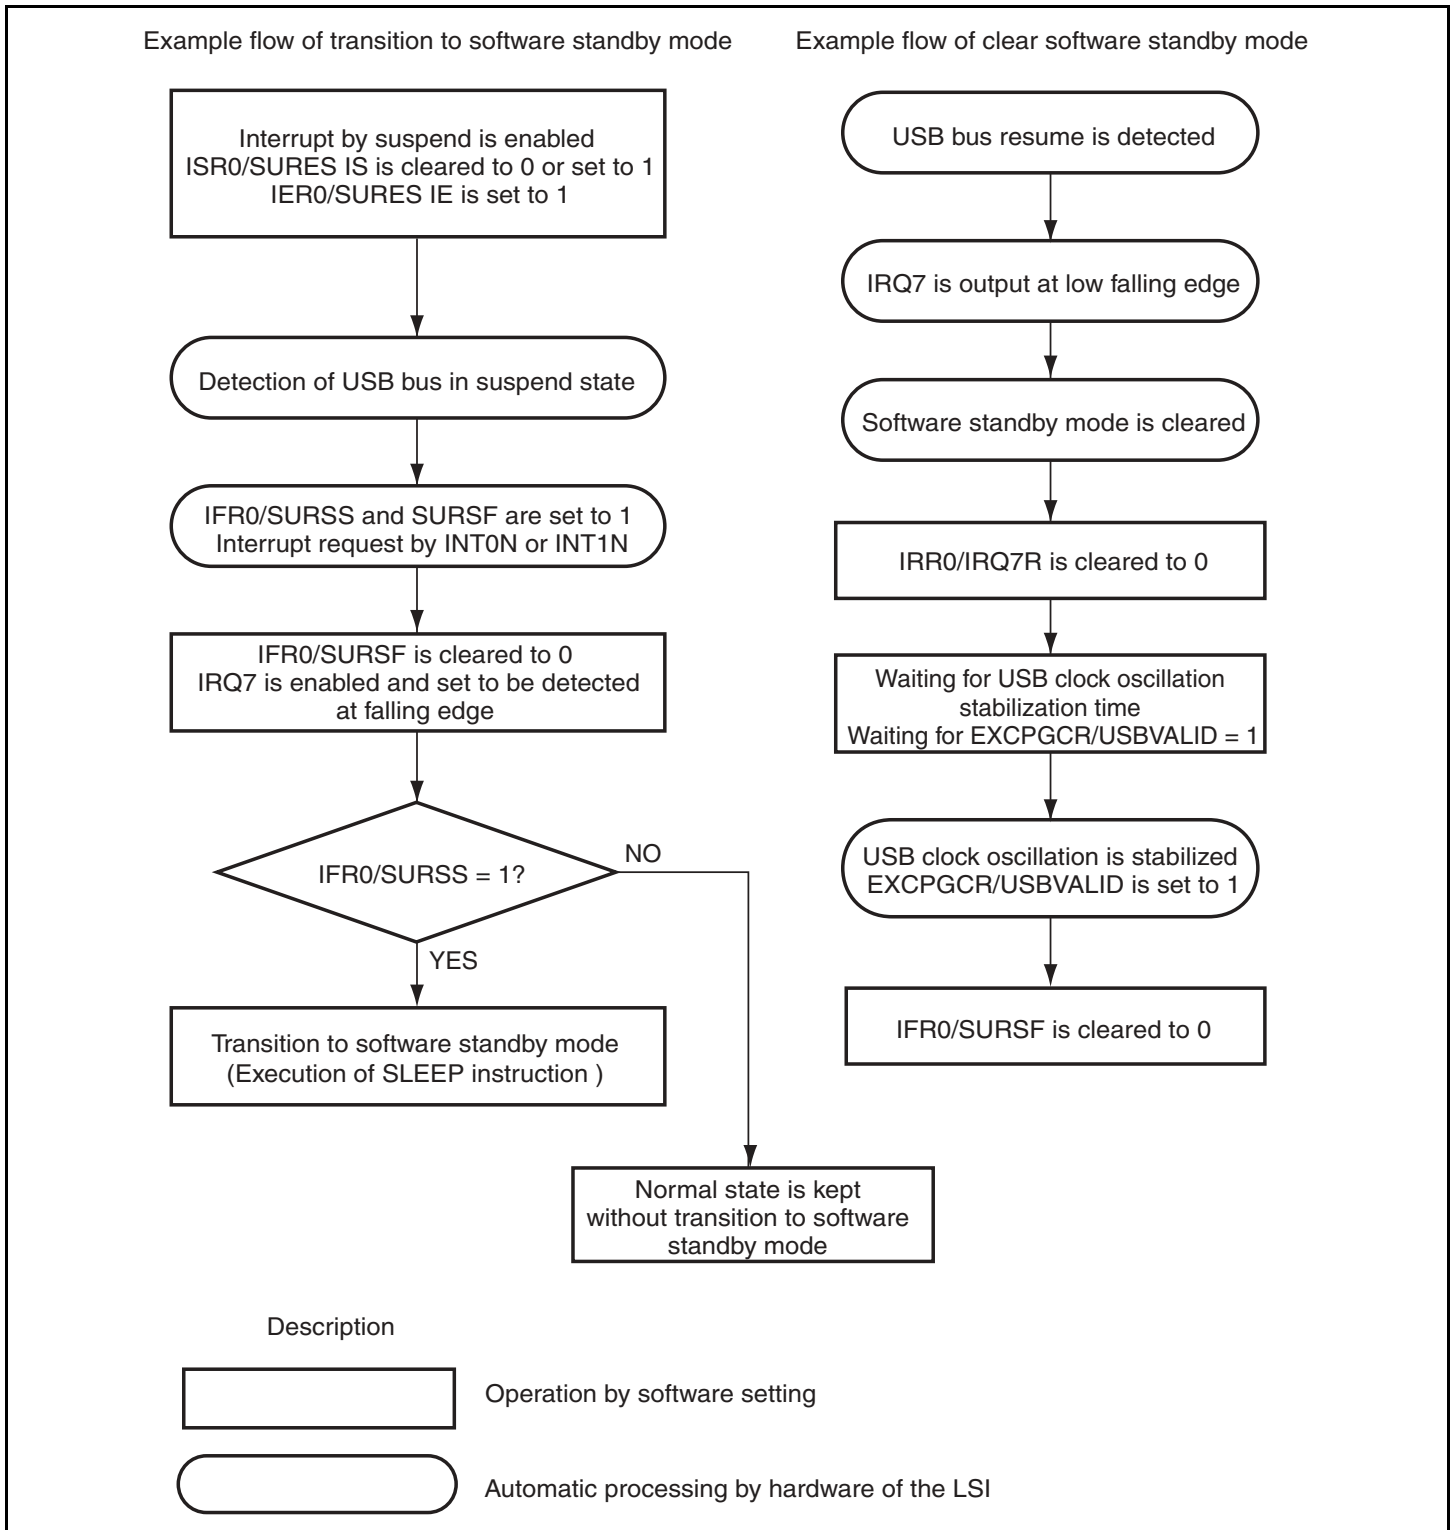 Example flow of transition to software standby mode
Interrupt by suspend is enabled
ISR0/SURES IS is cleared to 0 or set to 1
IER0/SURES IE is set to 1
Detection of USB bus in suspend state
IFR0/SURSS and SURSF are set to 1
Interrupt request by INT0N or INT1N
IFR0/SURSF is cleared to 0
IRQ7 is enabled and set to be detected
at falling edge
IFR0/SURSS = 1?
NO
YES
Transition to software standby mode
(Execution of SLEEP instruction )
Normal state is kept
without transition to software
standby mode
Example flow of clear software standby mode
USB bus resume is detected
IRQ7 is output at low falling edge
Software standby mode is cleared
IRR0/IRQ7R is cleared to 0
Waiting for USB clock oscillation
stabilization time
Waiting for EXCPGCR/USBVALID = 1
USB clock oscillation is stabilized
EXCPGCR/USBVALID is set to 1
IFR0/SURSF is cleared to 0
Description
Operation by software setting
Automatic processing by hardware of the LSI